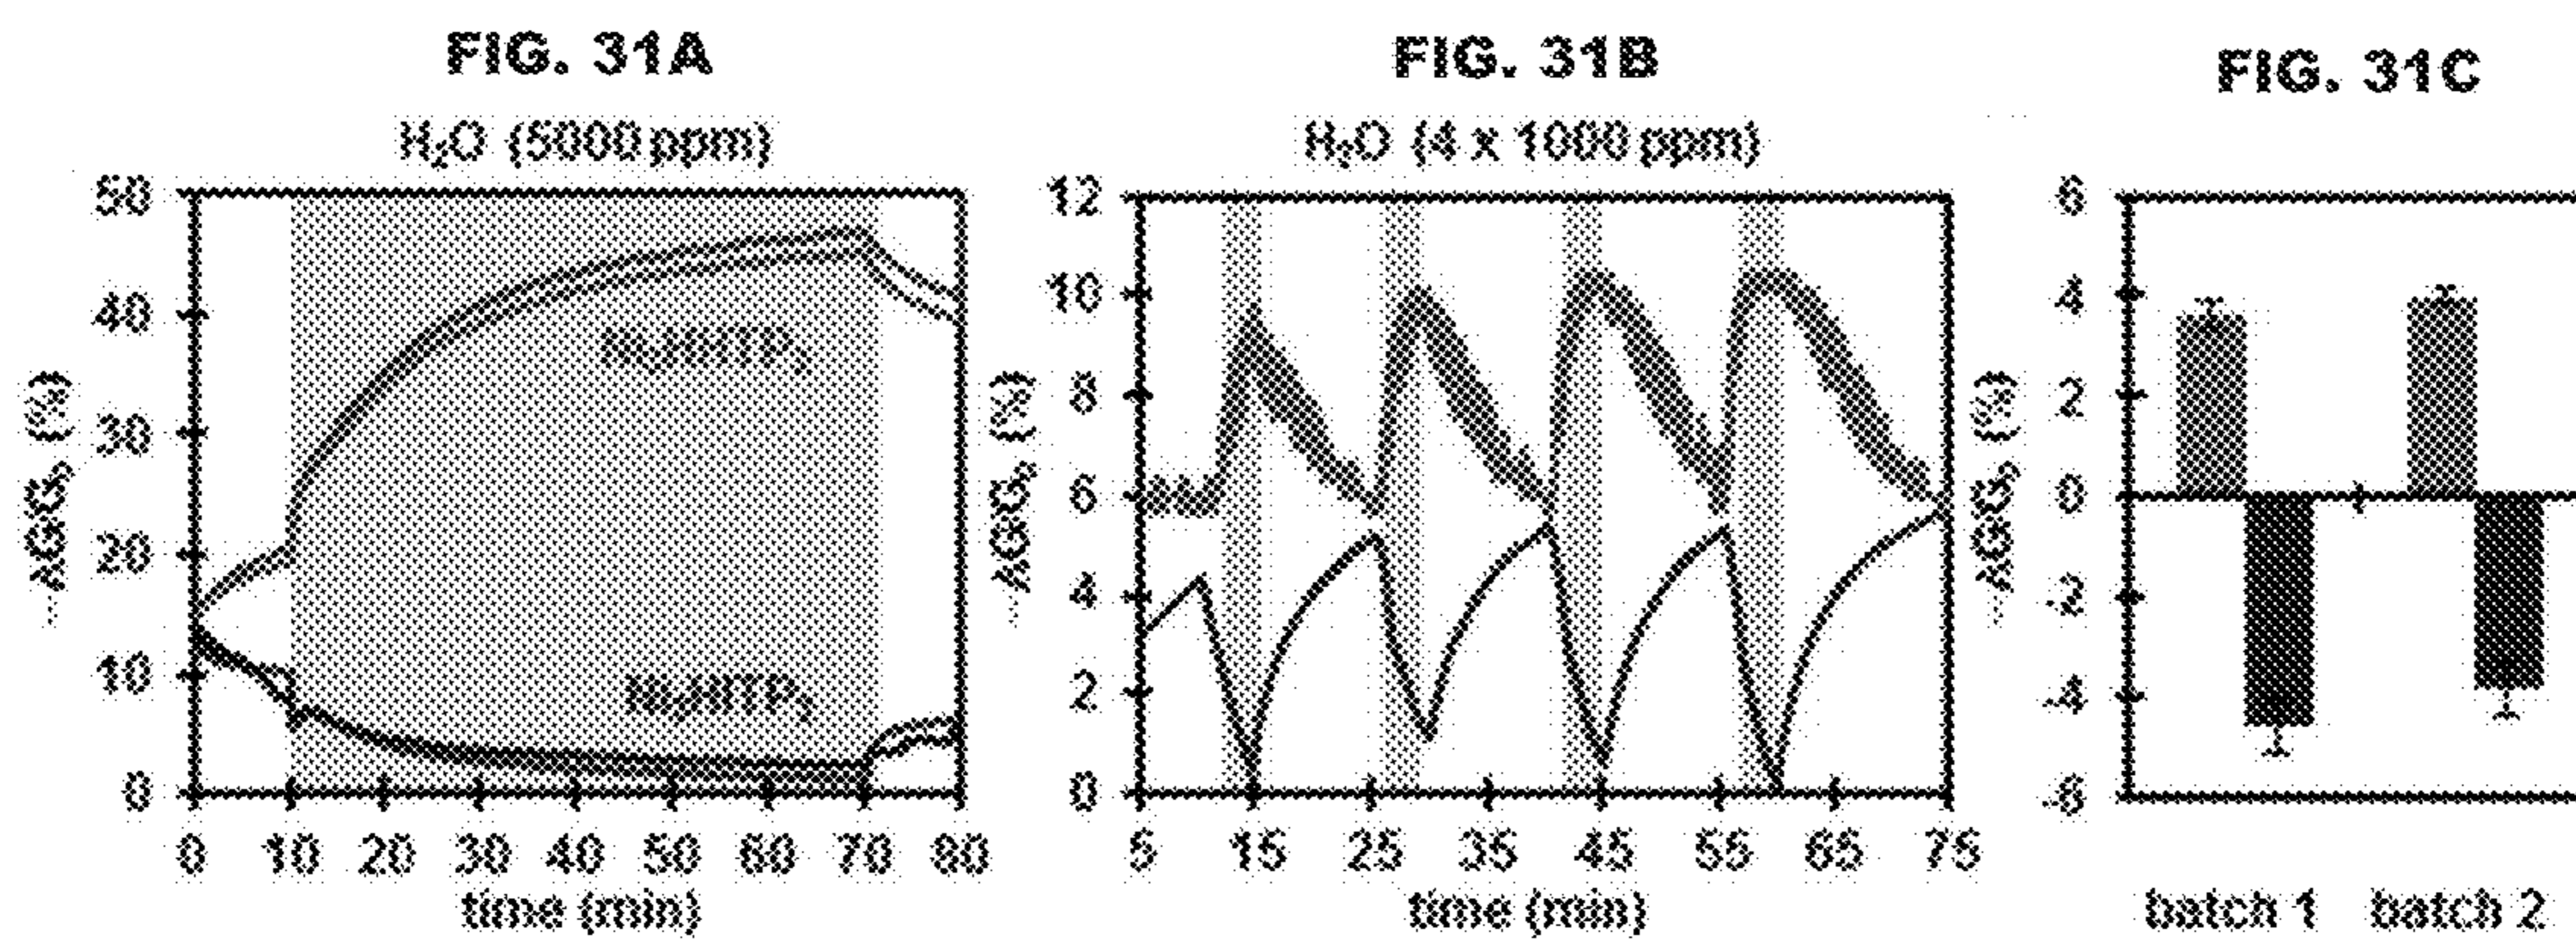 FIG. 31A
H₂O (5000 ppm)
50
40
30
20
10
0
–ΔG/G₀ (%)
Ni₃HITP₂
0 10 20 30 40 50 60 70 80
time (min)
FIG. 31B
H₂O (4 x 1000 ppm)
12
10
8
6
4
2
0
–ΔG/G₀ (%)
5 15 25 35 45 55 65 75
time (min)
FIG. 31C
6
4
2
0
-2
-4
-6
–ΔG/G₀ (%)
batch 1 batch 2